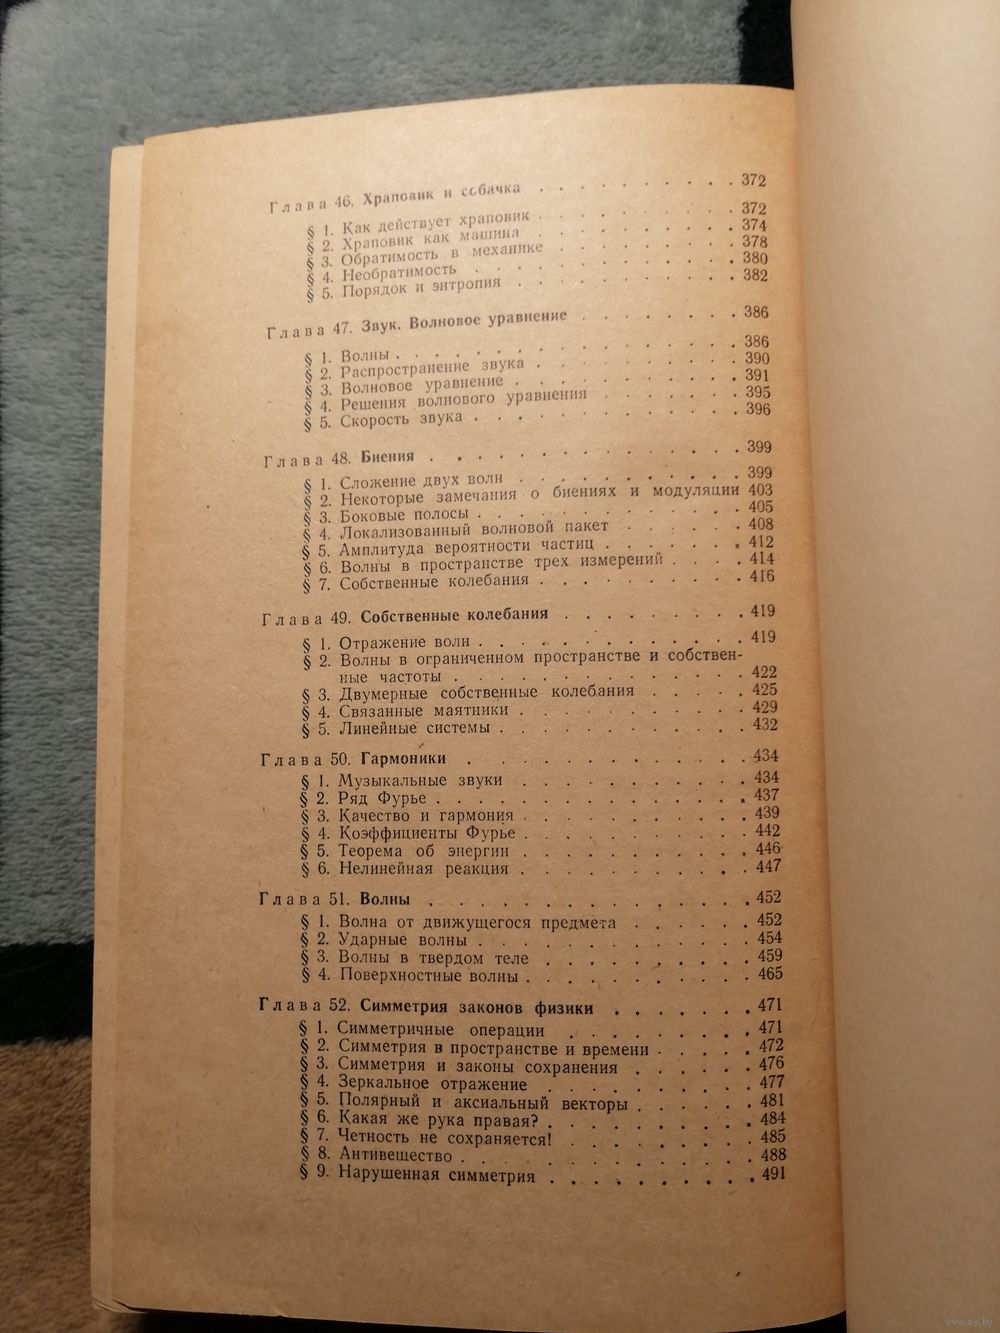 Глава 46. Храповик и собачка . . . . . . . . . 372
§ 1. Как действует храповик . . . . . . . . . 372
§ 2. Храповик как машина . . . . . . . . . 374
§ 3. Обратимость в механике . . . . . . . . 378
§ 4. Необратимость . . . . . . . . . . . 380
§ 5. Порядок и энтропия . . . . . . . . . 382
Глава 47. Звук. Волновое уравнение . . . . . . . 386
§ 1. Волны . . . . . . . . . . . . . 386
§ 2. Распространение звука . . . . . . . . 390
§ 3. Волновое уравнение . . . . . . . . . 391
§ 4. Решения волнового уравнения . . . . . . 395
§ 5. Скорость звука . . . . . . . . . . . 396
Глава 48. Биения . . . . . . . . . . . . 399
§ 1. Сложение двух волн . . . . . . . . . 399
§ 2. Некоторые замечания о биениях и модуляции 403
§ 3. Боковые полосы . . . . . . . . . . . 405
§ 4. Локализованный волновой пакет . . . . . 408
§ 5. Амплитуда вероятности частиц . . . . . . 412
§ 6. Волны в пространстве трех измерений . . . . 414
§ 7. Собственные колебания . . . . . . . . 416
Глава 49. Собственные колебания . . . . . . . . 419
§ 1. Отражение волн . . . . . . . . . . . 419
§ 2. Волны в ограниченном пространстве и собствен-
ные частоты . . . . . . . . . . . . 422
§ 3. Двумерные собственные колебания . . . . . 425
§ 4. Связанные маятники . . . . . . . . . 429
§ 5. Линейные системы . . . . . . . . . . 432
Глава 50. Гармоники . . . . . . . . . . . 434
§ 1. Музыкальные звуки . . . . . . . . . 434
§ 2. Ряд Фурье . . . . . . . . . . . . . 437
§ 3. Качество и гармония . . . . . . . . . 439
§ 4. Коэффициенты Фурье . . . . . . . . . 442
§ 5. Теорема об энергии . . . . . . . . . 446
§ 6. Нелинейная реакция . . . . . . . . . 447
Глава 51. Волны . . . . . . . . . . . . . 452
§ 1. Волна от движущегося предмета . . . . . 452
§ 2. Ударные волны . . . . . . . . . . . 454
§ 3. Волны в твердом теле . . . . . . . . 459
§ 4. Поверхностные волны . . . . . . . . . 465
Глава 52. Симметрия законов физики . . . . . . 471
§ 1. Симметричные операции . . . . . . . . 471
§ 2. Симметрия в пространстве и времени . . . . . 472
§ 3. Симметрия и законы сохранения . . . . . . 476
§ 4. Зеркальное отражение . . . . . . . . 477
§ 5. Полярный и аксиальный векторы . . . . . . 481
§ 6. Какая же рука правая? . . . . . . . . . 484
§ 7. Четность не сохраняется! . . . . . . . . 485
§ 8. Антивещество . . . . . . . . . . . . 488
§ 9. Нарушенная симметрия . . . . . . . . . 491
www.ay.by